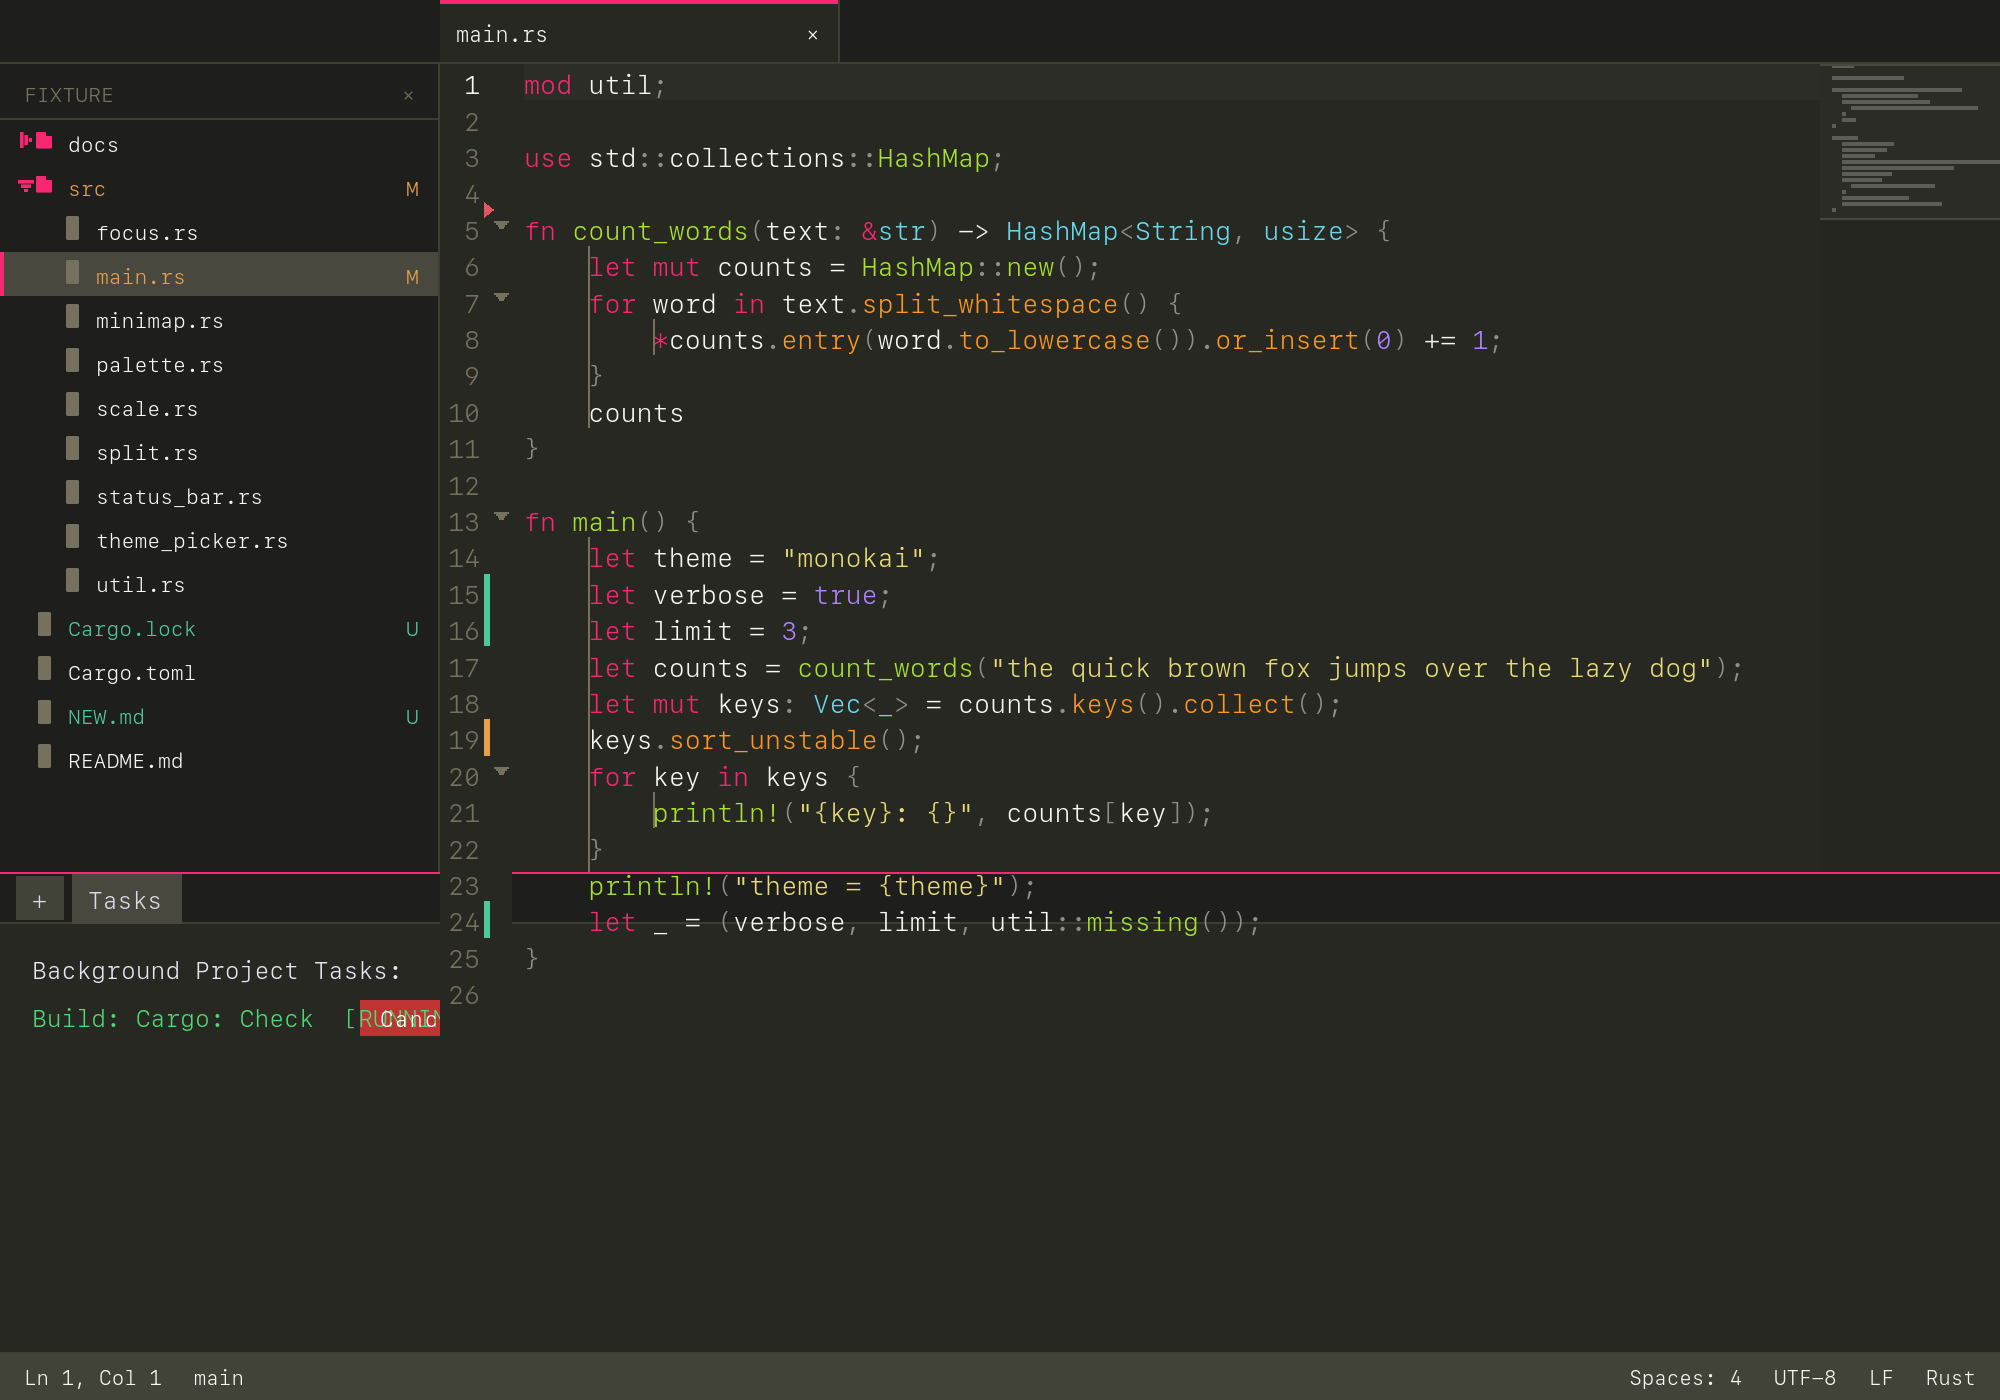 main.rs ×
FIXTURE ×
docs
src M
focus.rs
main.rs M
minimap.rs
palette.rs
scale.rs
split.rs
status_bar.rs
theme_picker.rs
util.rs
Cargo.lock U
Cargo.toml
NEW.md U
README.md
1 mod util;
2
3 use std::collections::HashMap;
4
5 fn count_words(text: &str) -> HashMap<String, usize> {
6     let mut counts = HashMap::new();
7     for word in text.split_whitespace() {
8         *counts.entry(word.to_lowercase()).or_insert(0) += 1;
9     }
10     counts
11 }
12
13 fn main() {
14     let theme = "monokai";
15     let verbose = true;
16     let limit = 3;
17     let counts = count_words("the quick brown fox jumps over the lazy dog");
18     let mut keys: Vec<_> = counts.keys().collect();
19     keys.sort_unstable();
20     for key in keys {
21         println!("{key}: {}", counts[key]);
22     }
23     println!("theme = {theme}");
24     let _ = (verbose, limit, util::missing());
25 }
26
+ Tasks
Background Project Tasks:
Build: Cargo: Check [RUNNIN
Canc
Ln 1, Col 1 main Spaces: 4 UTF-8 LF Rust